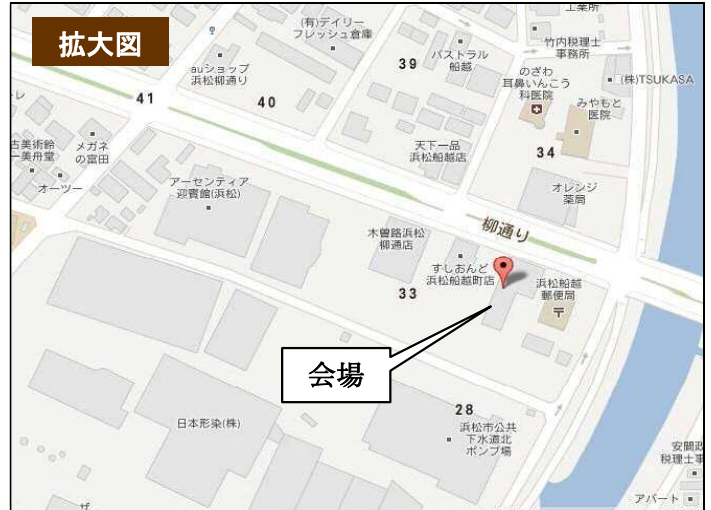 拡大図
工業所
(有)デイリー
フレッシュ倉庫
パストラル
船越
竹内税理士
事務所
auショップ
浜松柳通り
39
のざわ
耳鼻いんこう
科医院
(株)TSUKASA
みやもと
医院
41
40
トレ
古美術鈴
一美舟堂
メガネ
の富田
天下一品
浜松船越店
34
オーツー
アーセンティア
迎賓館(浜松)
オレンジ
薬局
柳通り
木曽路浜松
柳通店
すしおんど
浜松船越町店
33
浜松船越
郵便局
〒
会場
28
日本形染(株)
浜松市公共
下水道北
ポンプ場
安間政
税理士事
アパート
ザ